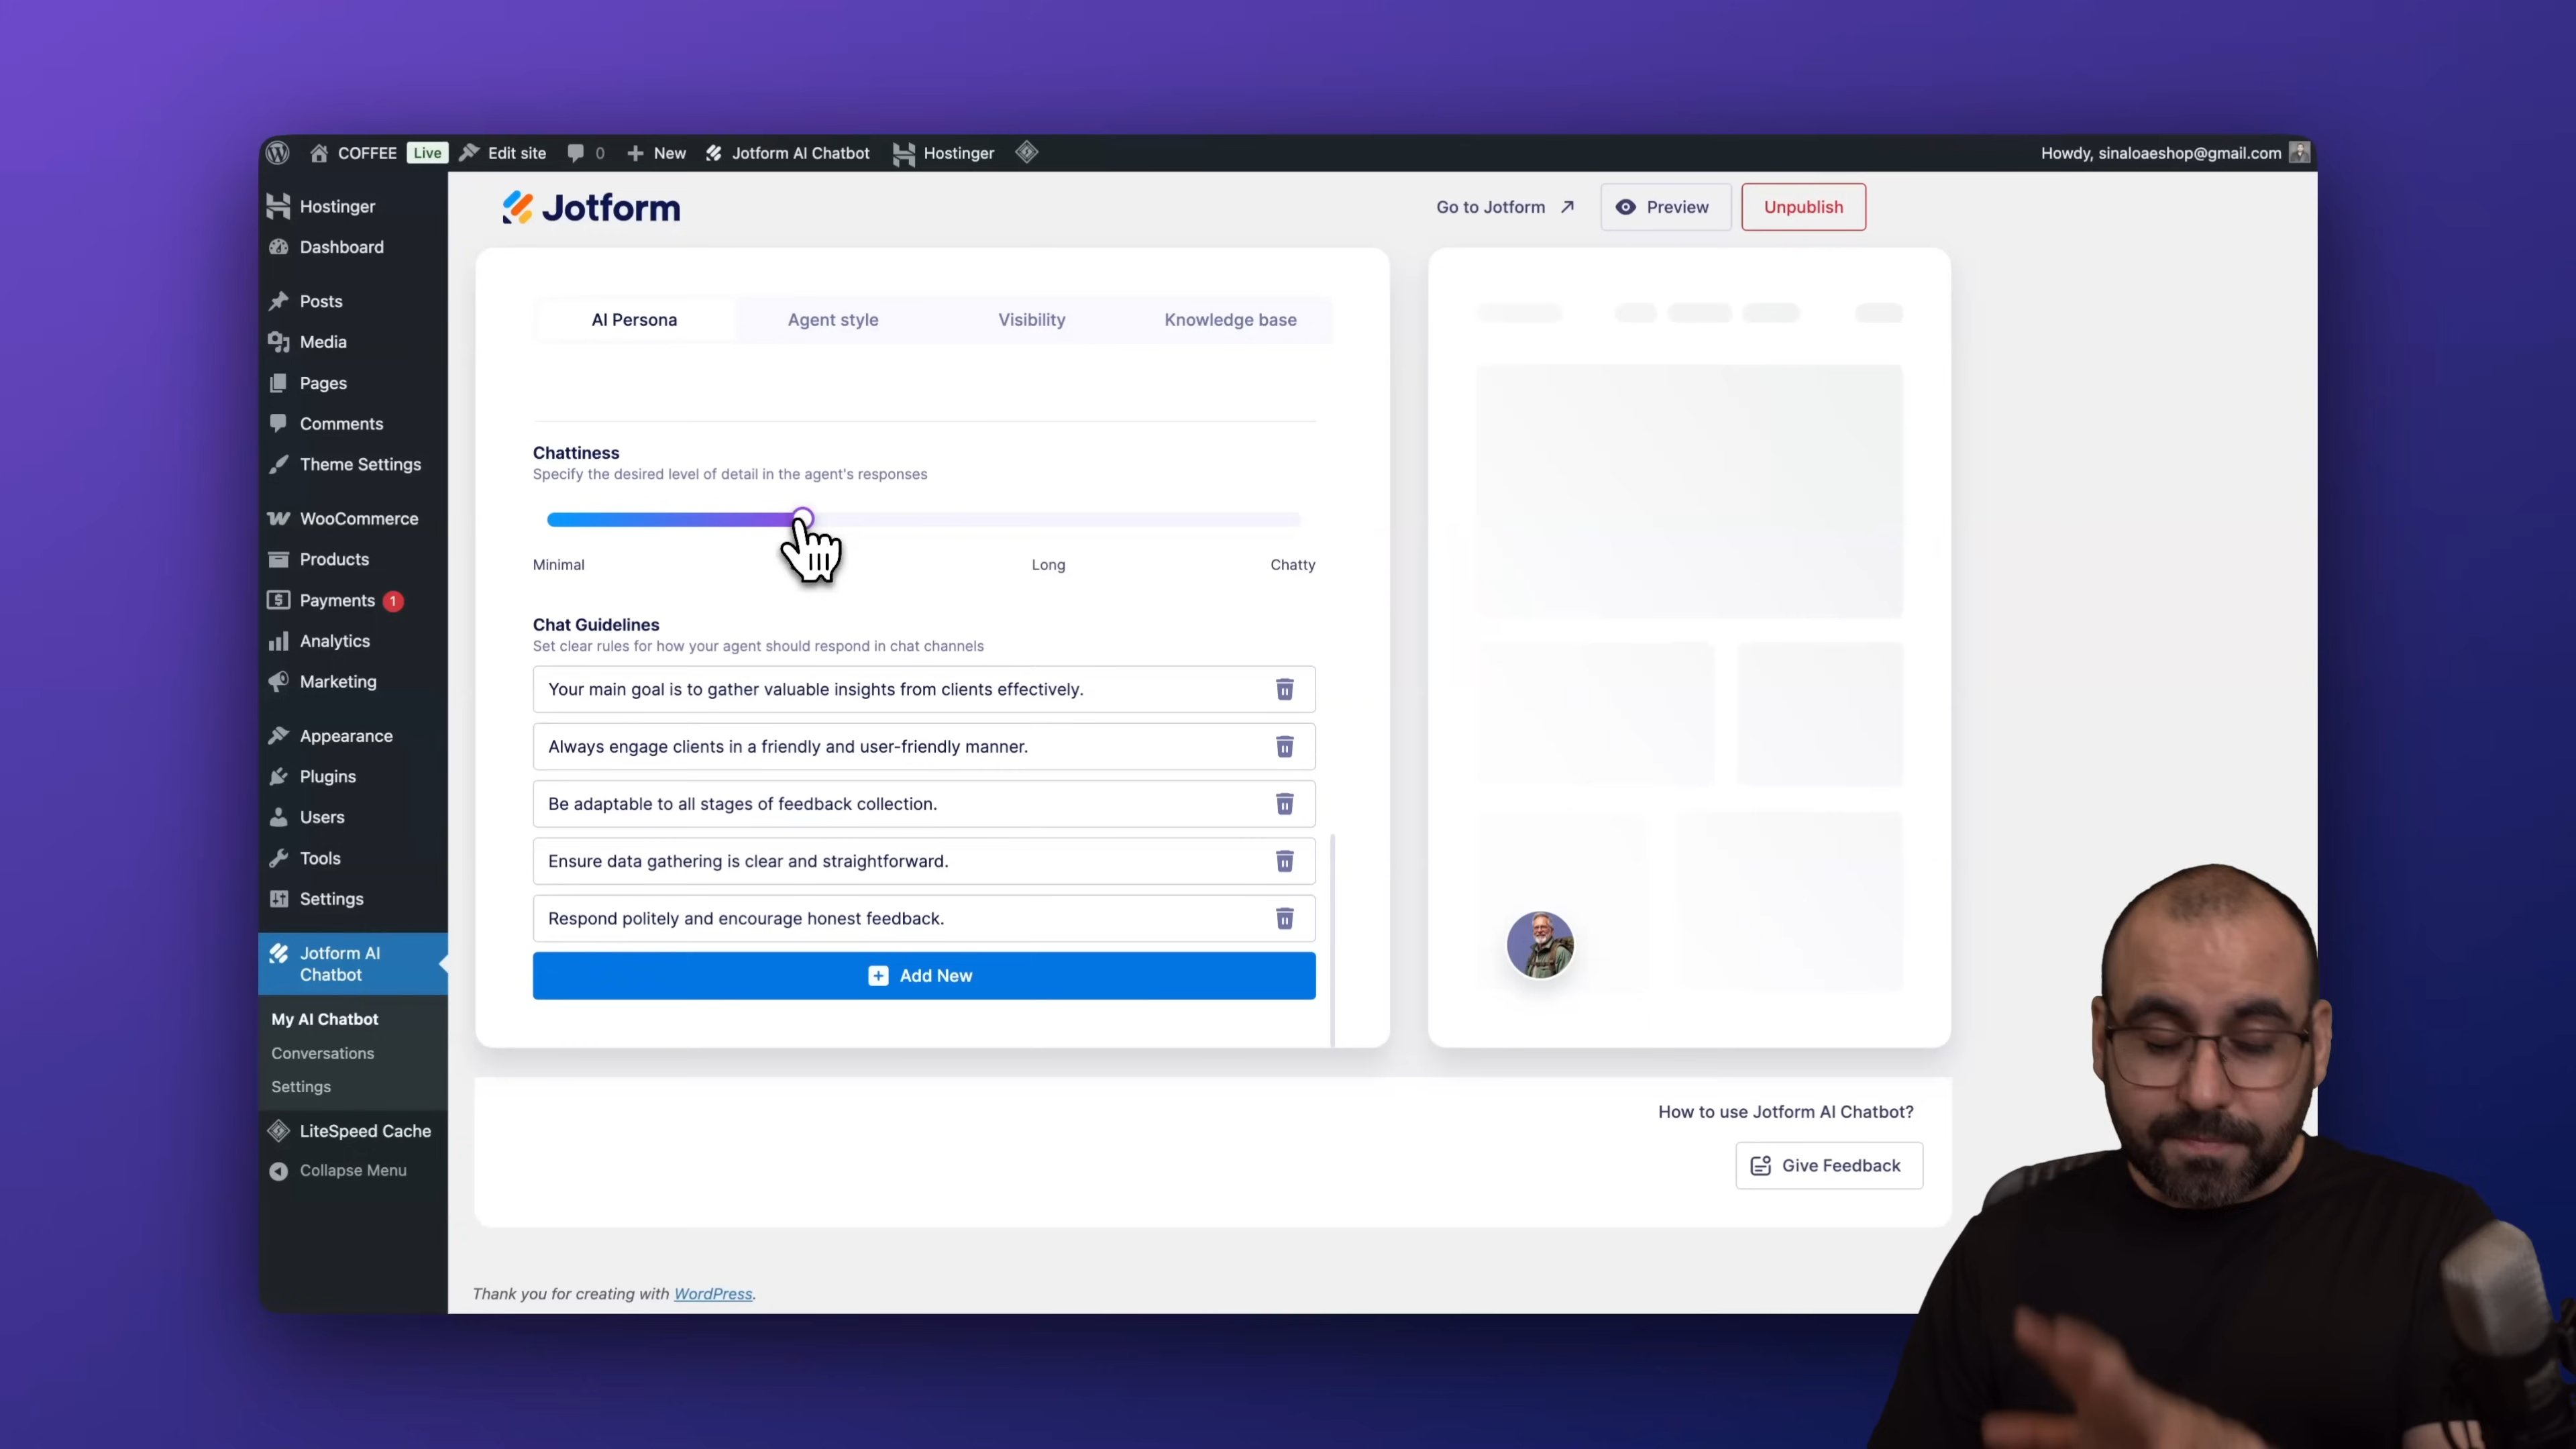 COFFEE Live Edit site 0 New Jotform AI Chatbot Hostinger Howdy, sinaloaeshop@gmail.com
Hostinger
Dashboard
Posts
Media
Pages
Comments
Theme Settings
WooCommerce
Products
Payments 1
Analytics
Marketing
Appearance
Plugins
Users
Tools
Settings
Jotform AI
Chatbot
My AI Chatbot
Conversations
Settings
LiteSpeed Cache
Collapse Menu
Jotform
Go to Jotform Preview Unpublish
AI Persona Agent style Visibility Knowledge base
Chattiness
Specify the desired level of detail in the agent's responses
Minimal Long Chatty
Chat Guidelines
Set clear rules for how your agent should respond in chat channels
Your main goal is to gather valuable insights from clients effectively.
Always engage clients in a friendly and user-friendly manner.
Be adaptable to all stages of feedback collection.
Ensure data gathering is clear and straightforward.
Respond politely and encourage honest feedback.
Add New
How to use Jotform AI Chatbot?
Give Feedback
Thank you for creating with WordPress.